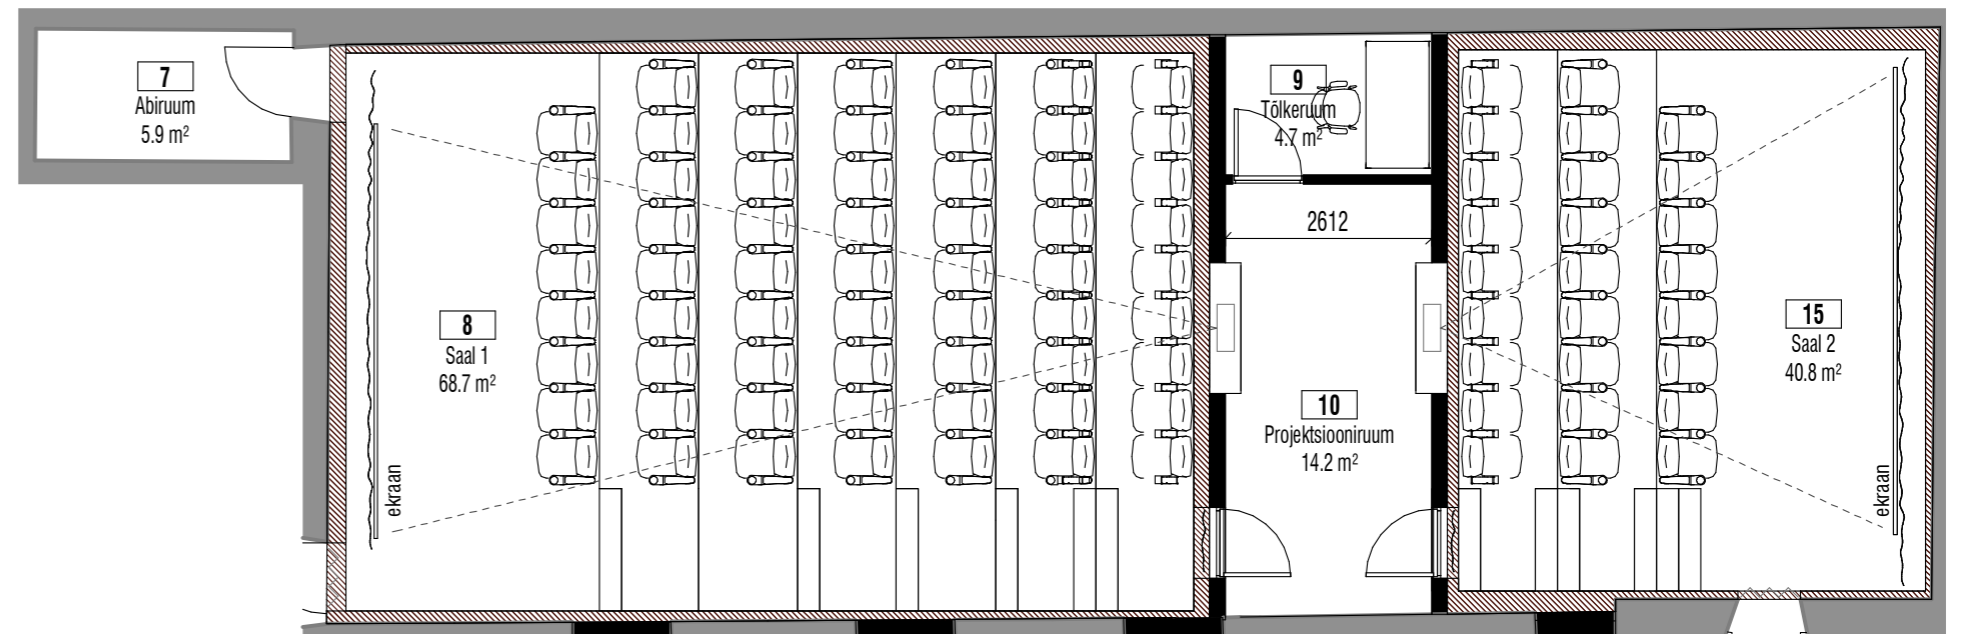 7
Abiruum
5.9 m²
8
Saal 1
68.7 m²
ekraan
9
Tõlkeruum
4.7 m²
2612
10
Projektsiooniruum
14.2 m²
15
Saal 2
40.8 m²
ekraan